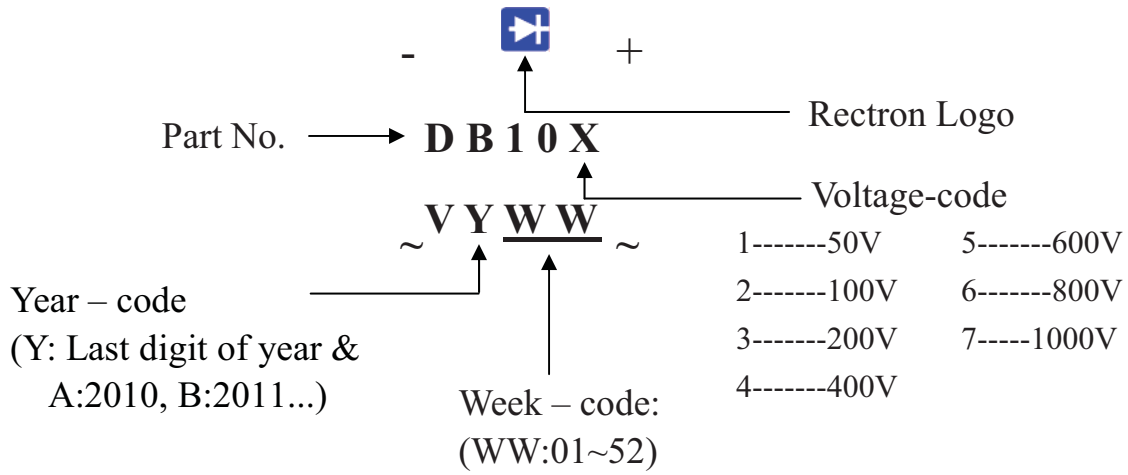 - +
Rectron Logo
Part No. D B 1 0 X
Voltage-code
~ V Y W W ~
1-------50V 5-------600V
2-------100V 6-------800V
3-------200V 7-----1000V
4-------400V
Year – code
(Y: Last digit of year &
A:2010, B:2011...)
Week – code:
(WW:01~52)